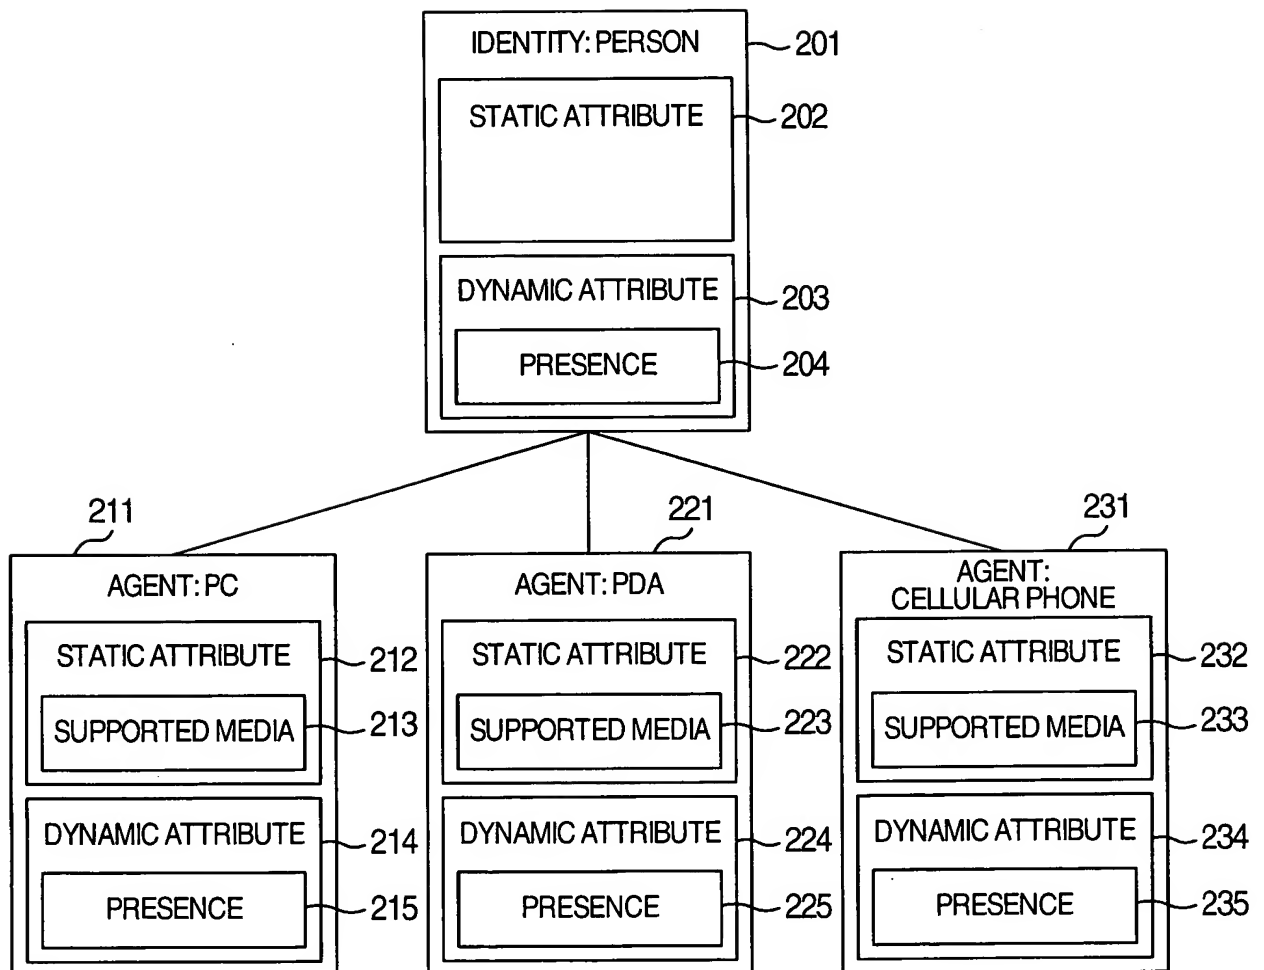 IDENTITY: PERSON
201
STATIC ATTRIBUTE
202
DYNAMIC ATTRIBUTE
203
PRESENCE
204
211
221
231
AGENT: PC
AGENT: PDA
AGENT:
CELLULAR PHONE
STATIC ATTRIBUTE
212
STATIC ATTRIBUTE
222
STATIC ATTRIBUTE
232
SUPPORTED MEDIA
213
SUPPORTED MEDIA
223
SUPPORTED MEDIA
233
DYNAMIC ATTRIBUTE
214
DYNAMIC ATTRIBUTE
224
DYNAMIC ATTRIBUTE
234
PRESENCE
215
PRESENCE
225
PRESENCE
235